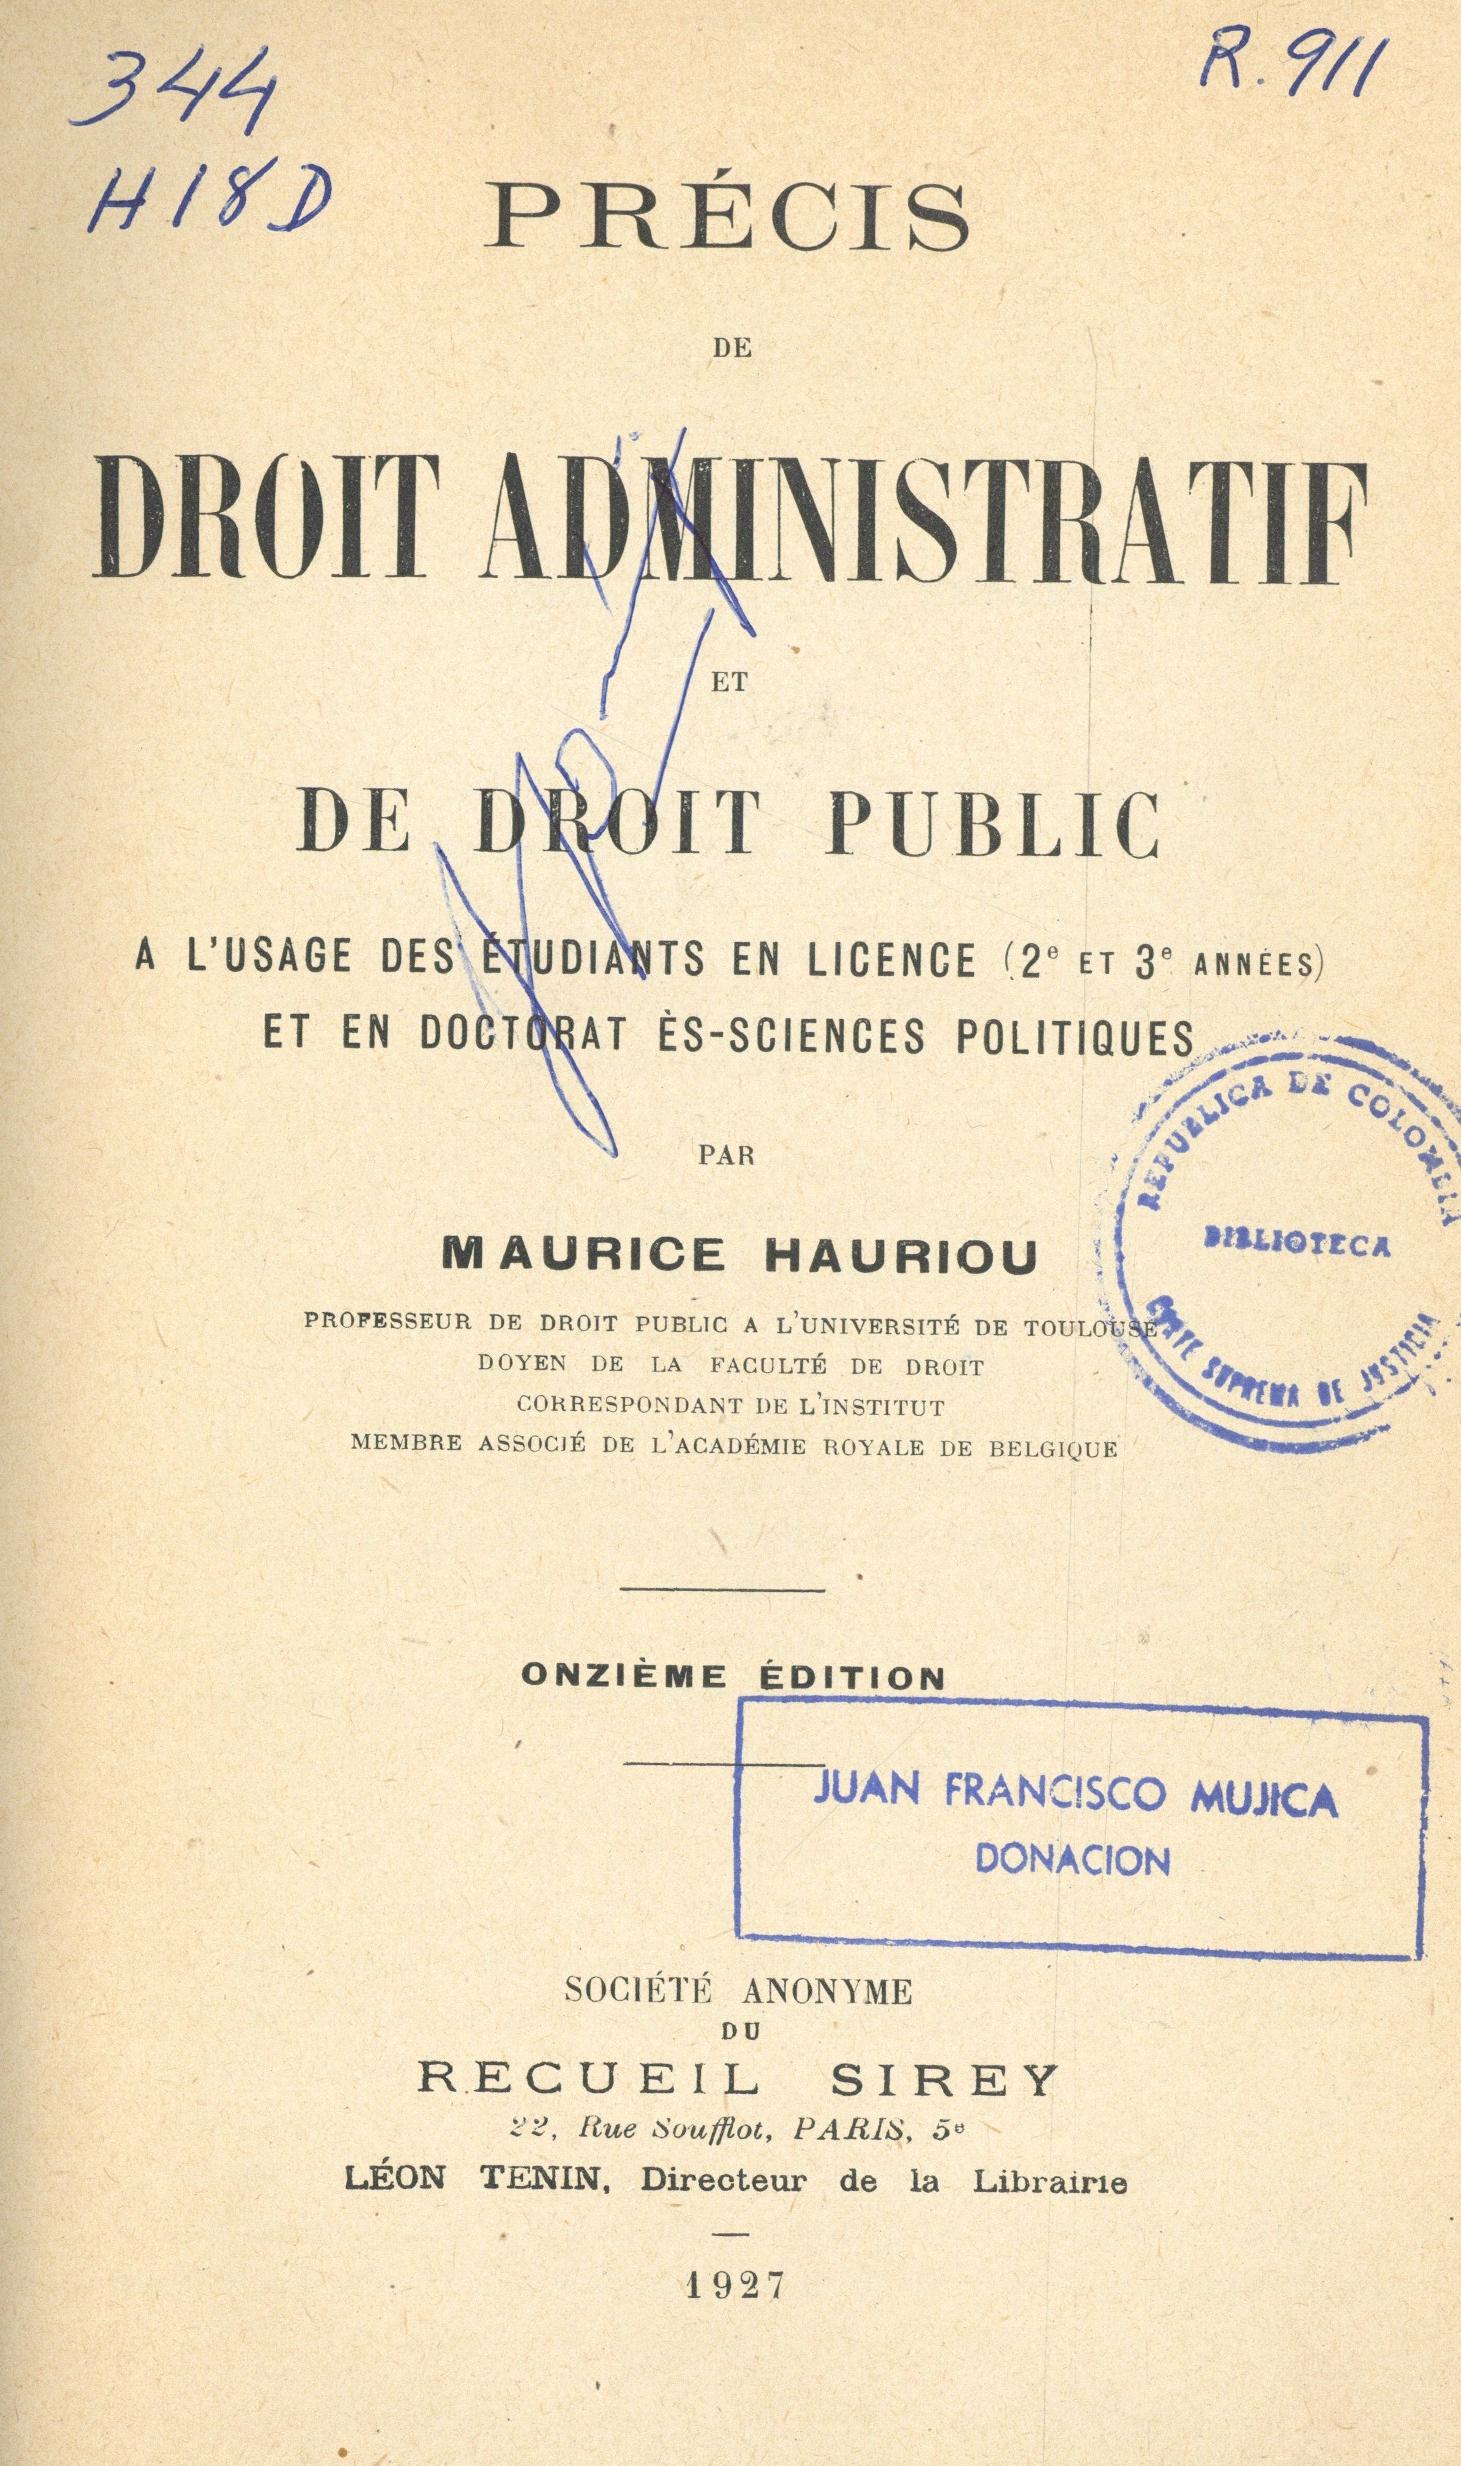 344
R. 911
H18D
PRÉCIS
DE
DROIT ADMINISTRATIF
ET
DE DROIT PUBLIC
A L'USAGE DES ÉTUDIANTS EN LICENCE (2e ET 3e ANNÉES)
ET EN DOCTORAT ÈS-SCIENCES POLITIQUES
PAR
MAURICE HAURIOU
PROFESSEUR DE DROIT PUBLIC A L'UNIVERSITÉ DE TOULOUSE
DOYEN DE LA FACULTÉ DE DROIT
CORRESPONDANT DE L'INSTITUT
MEMBRE ASSOCIÉ DE L'ACADÉMIE ROYALE DE BELGIQUE
REPUBLICA DE COLOMBIA
BIBLIOTECA
CORTE SUPREMA DE JUSTICIA
ONZIÈME ÉDITION
JUAN FRANCISCO MUJICA
DONACION
SOCIÉTÉ ANONYME
DU
RECUEIL SIREY
22, Rue Soufflot, PARIS, 5e
LÉON TENIN, Directeur de la Librairie
1927